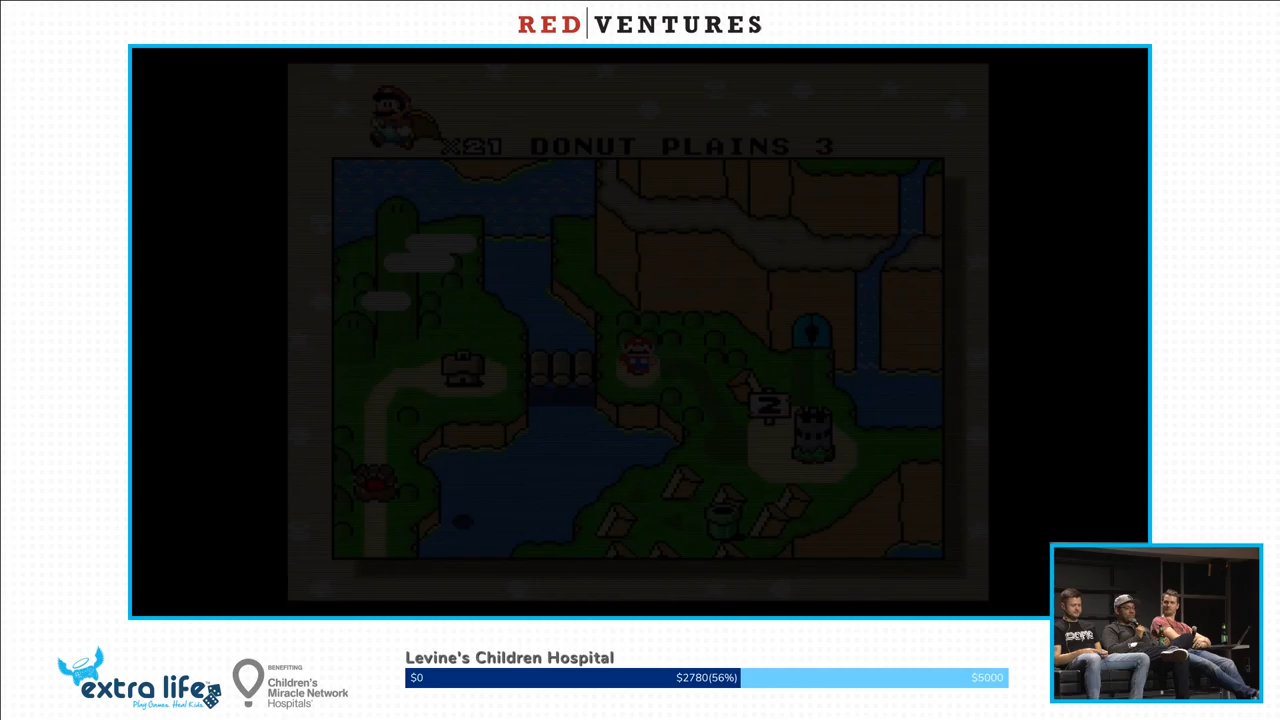 RED VENTURES
x21 DONUT PLAINS 3
2
Levine's Children Hospital
$0 $2780(56%) $5000
extra life
Play Games. Heal Kids.
BENEFITING
Children's
Miracle Network
Hospitals